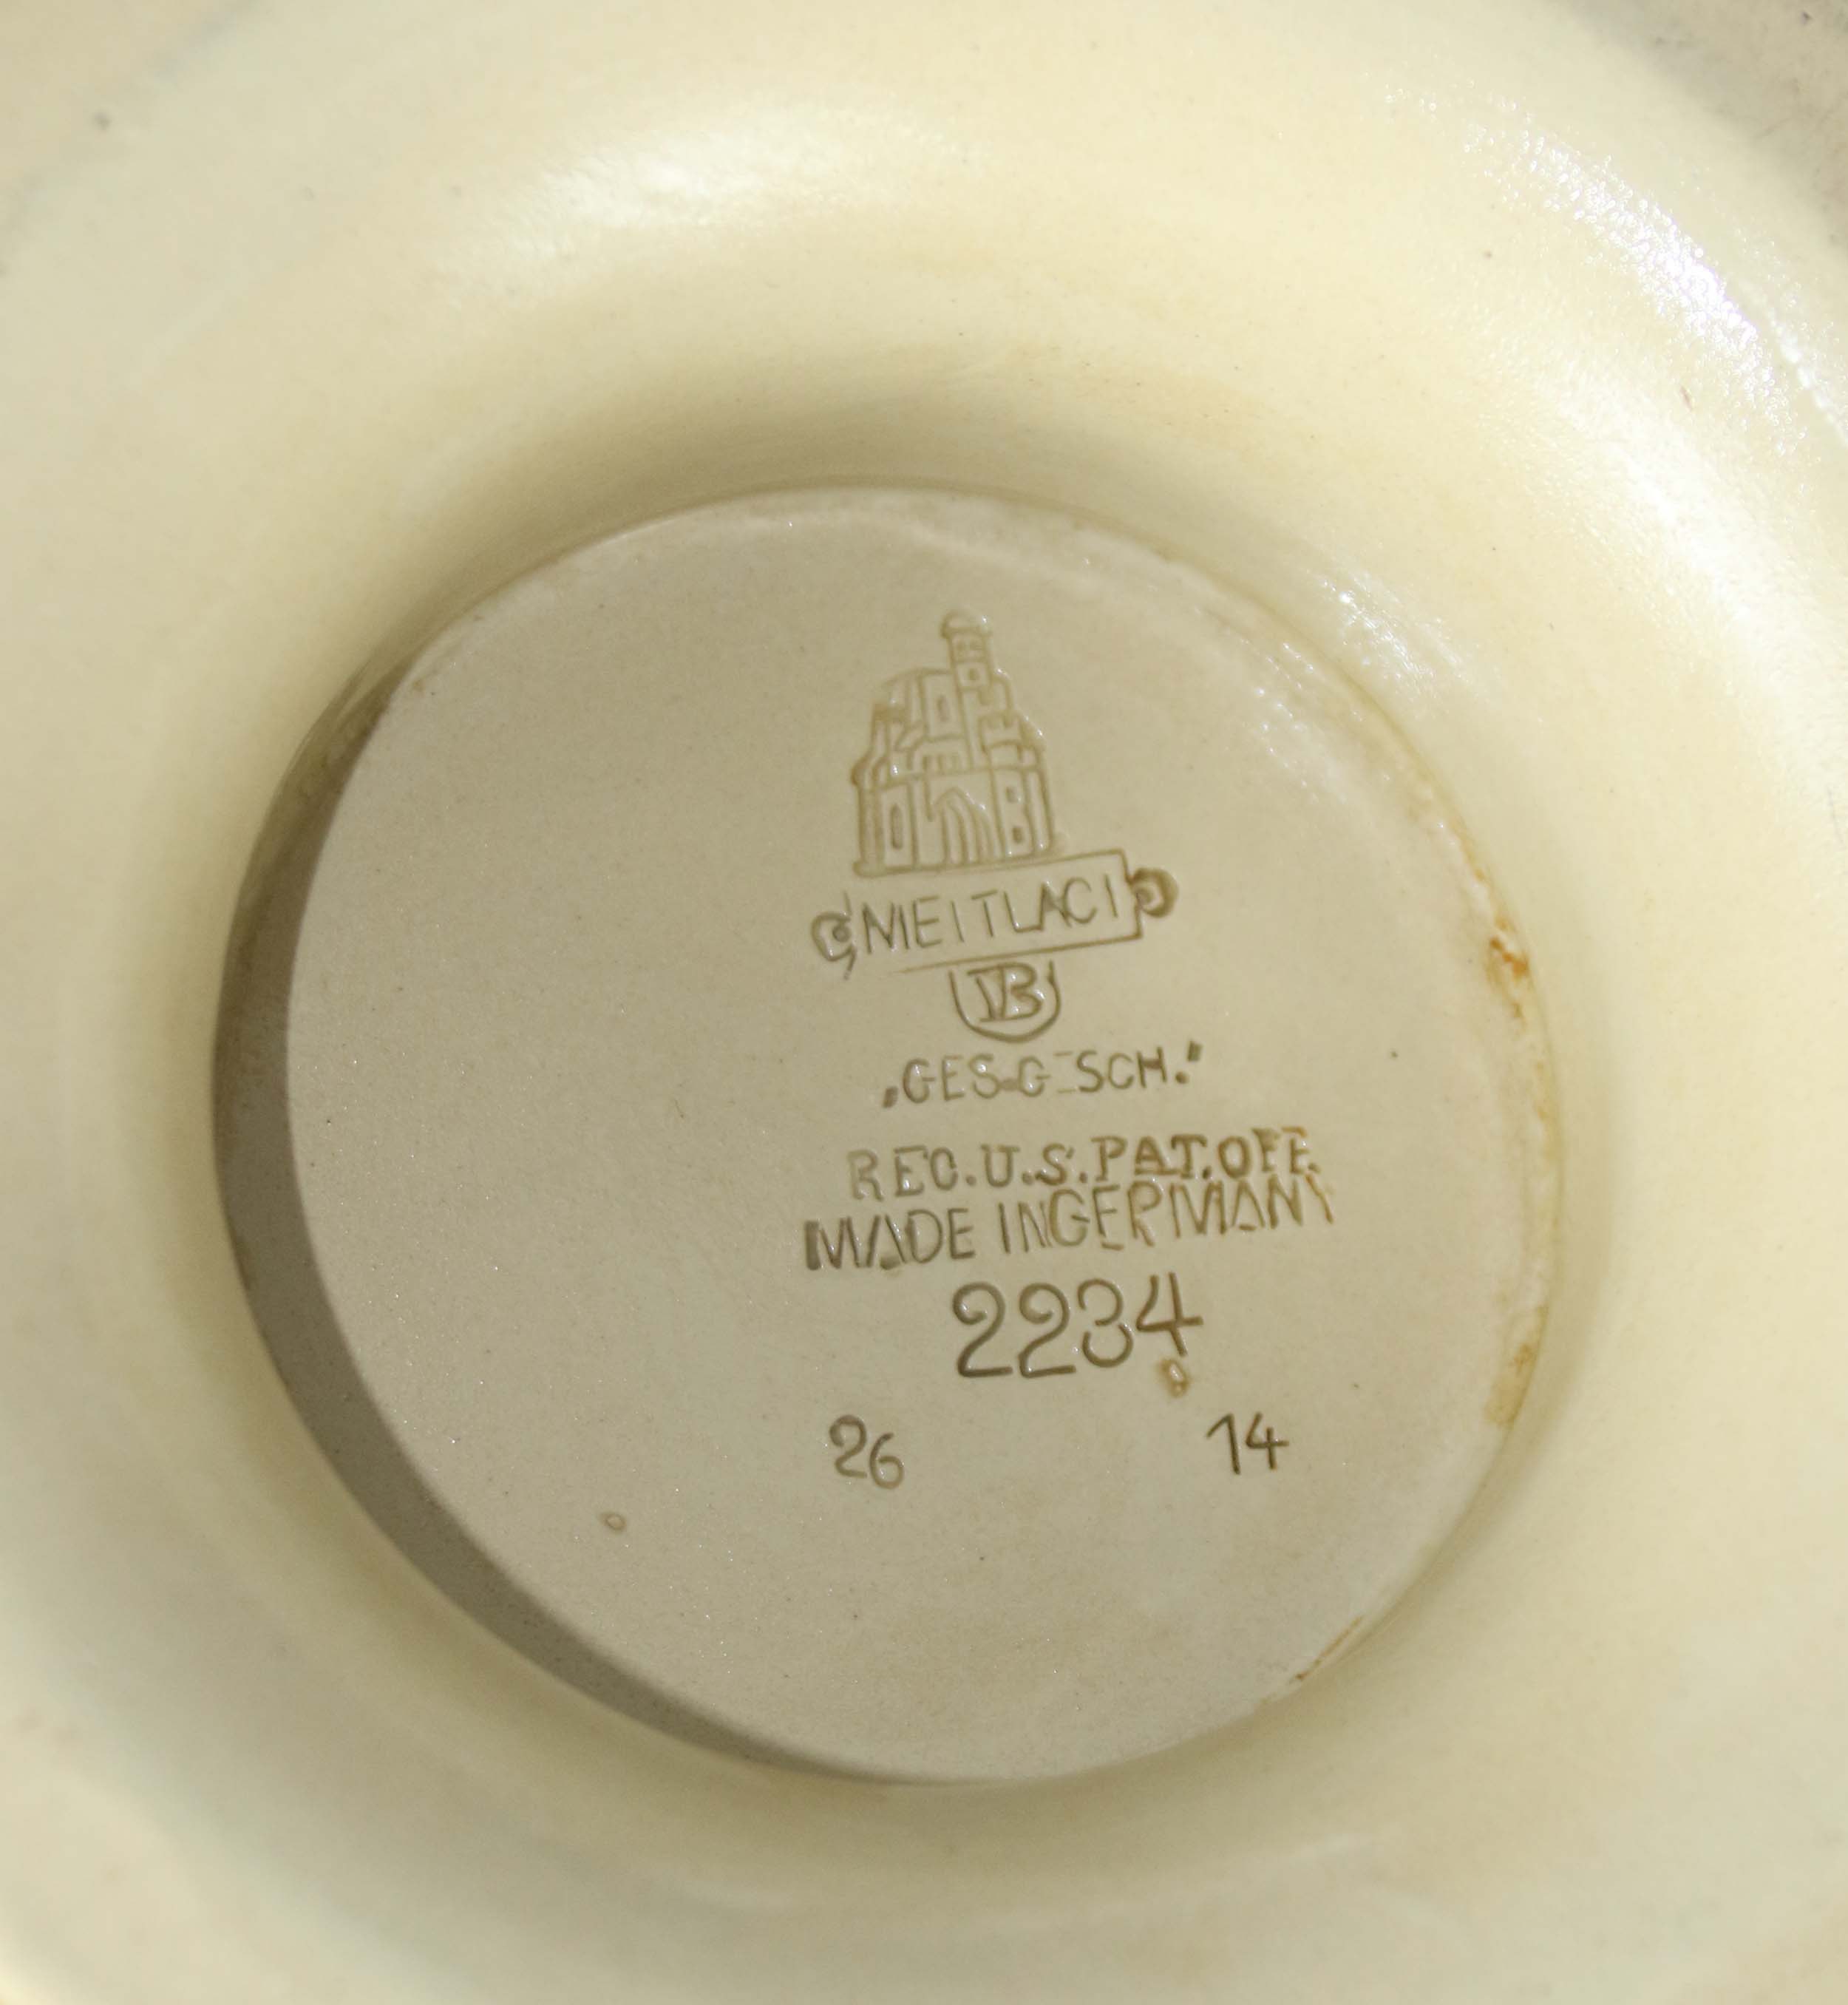 METTLACH
VB
„GES.GESCH."
REG.U.S.PAT.OFF.
MADE IN GERMANY
2234
26 14